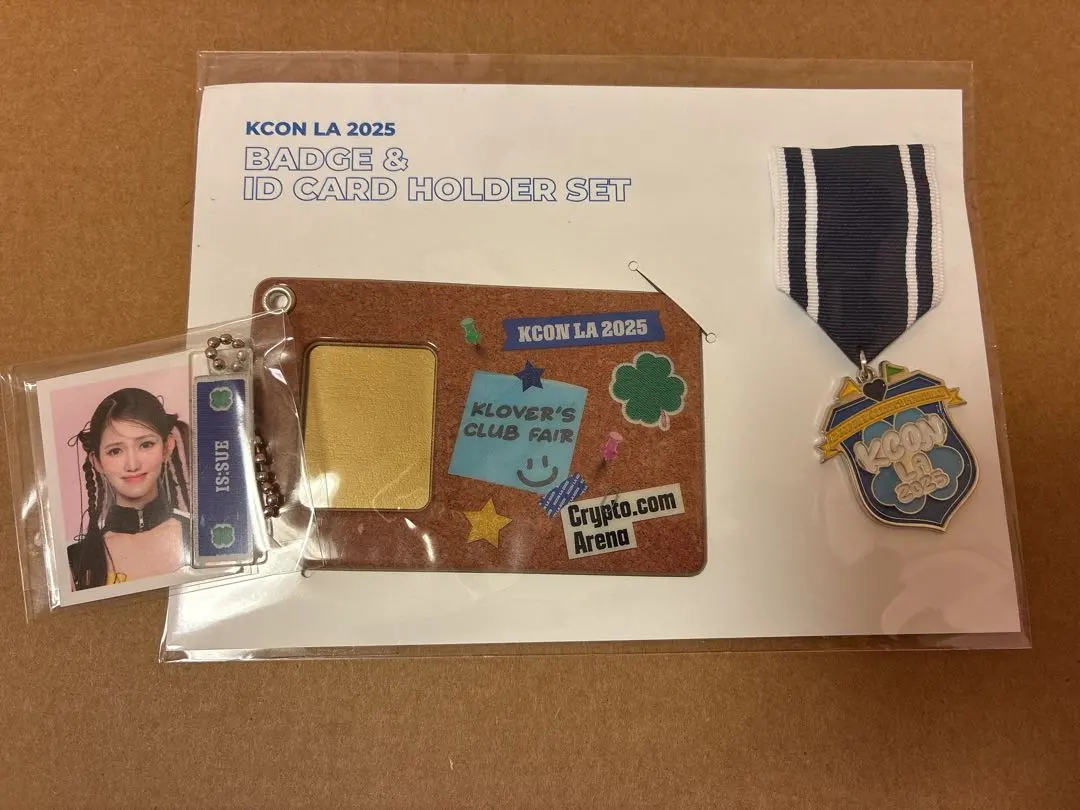 KCON LA 2025
BADGE &
ID CARD HOLDER SET
KCON LA 2025
KLOVER'S
CLUB FAIR
Crypto.com
Arena
IS:SUE
KCON
LA
2025